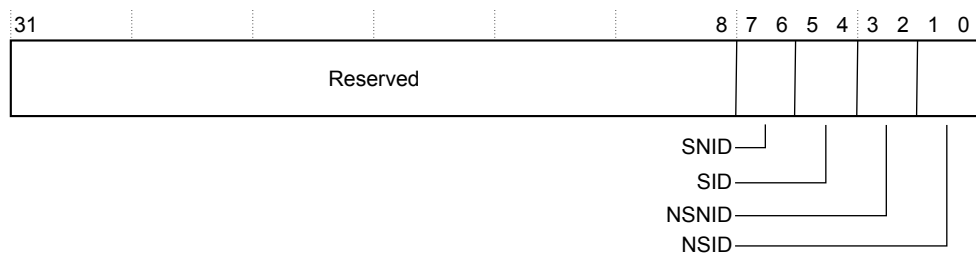 31 8 7 6 5 4 3 2 1 0
Reserved
SNID
SID
NSNID
NSID